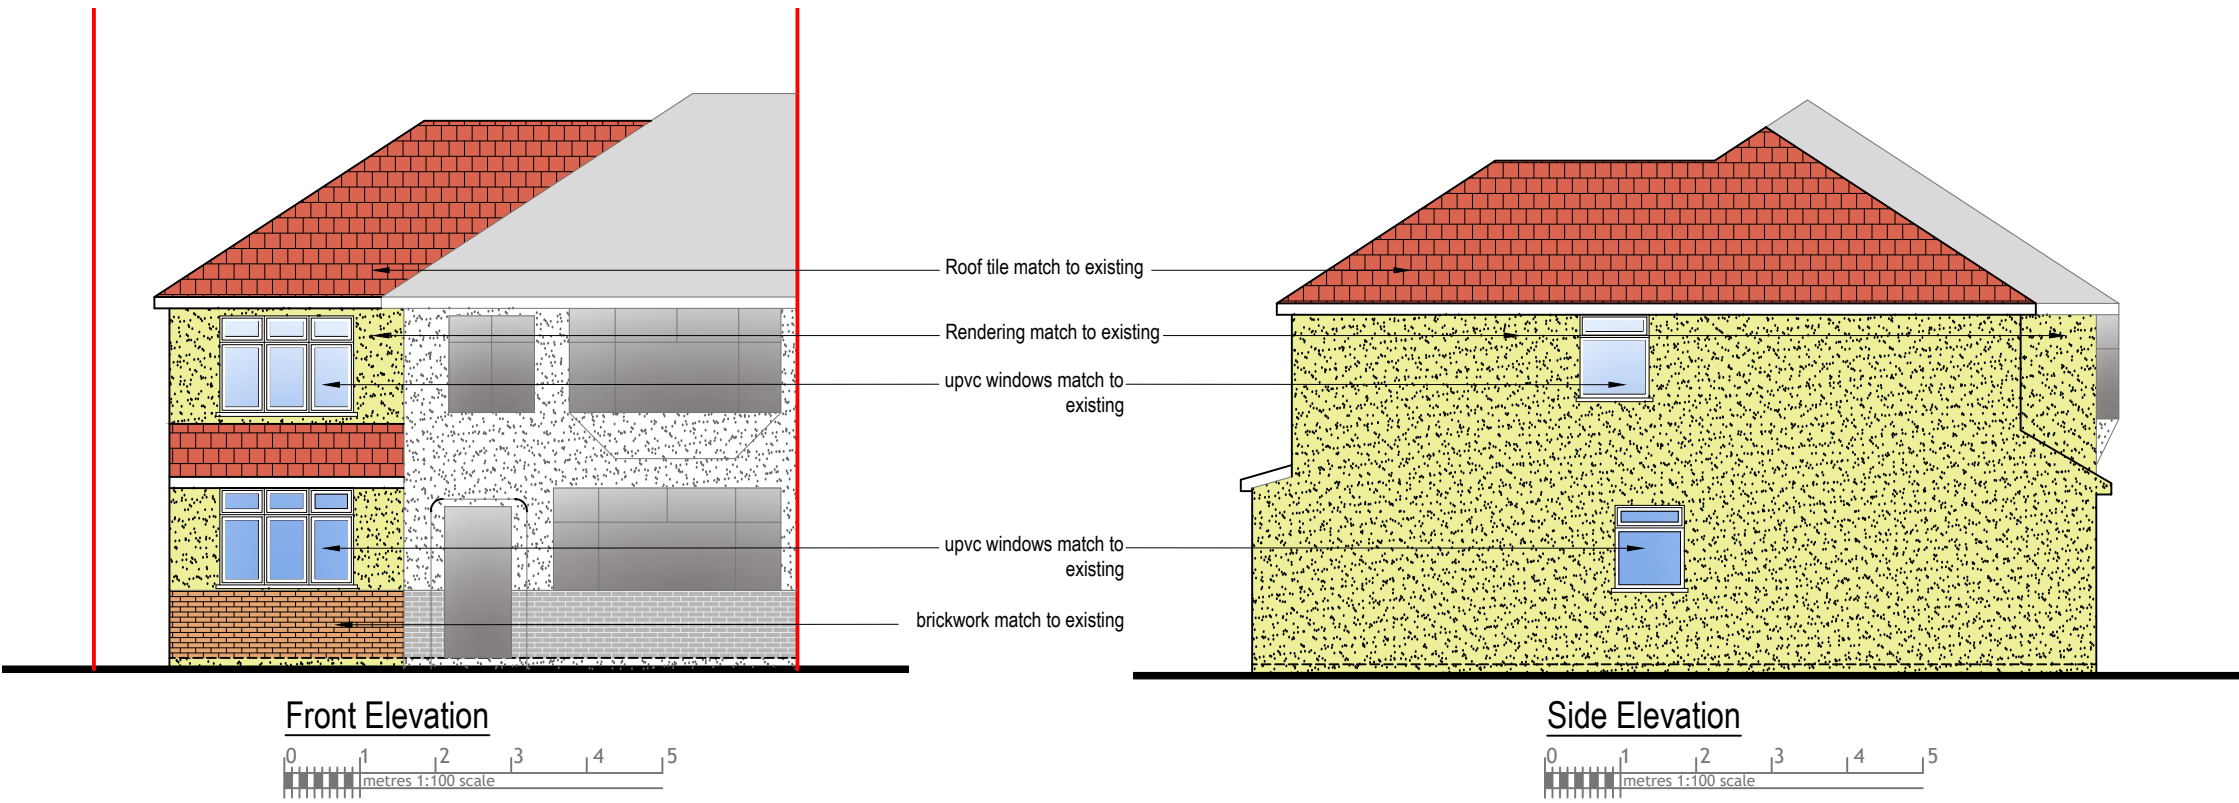 Roof tile match to existing
Rendering match to existing
upvc windows match to
existing
upvc windows match to
existing
brickwork match to existing
Front Elevation
0 1 2 3 4 5
metres 1:100 scale
Side Elevation
0 1 2 3 4 5
metres 1:100 scale